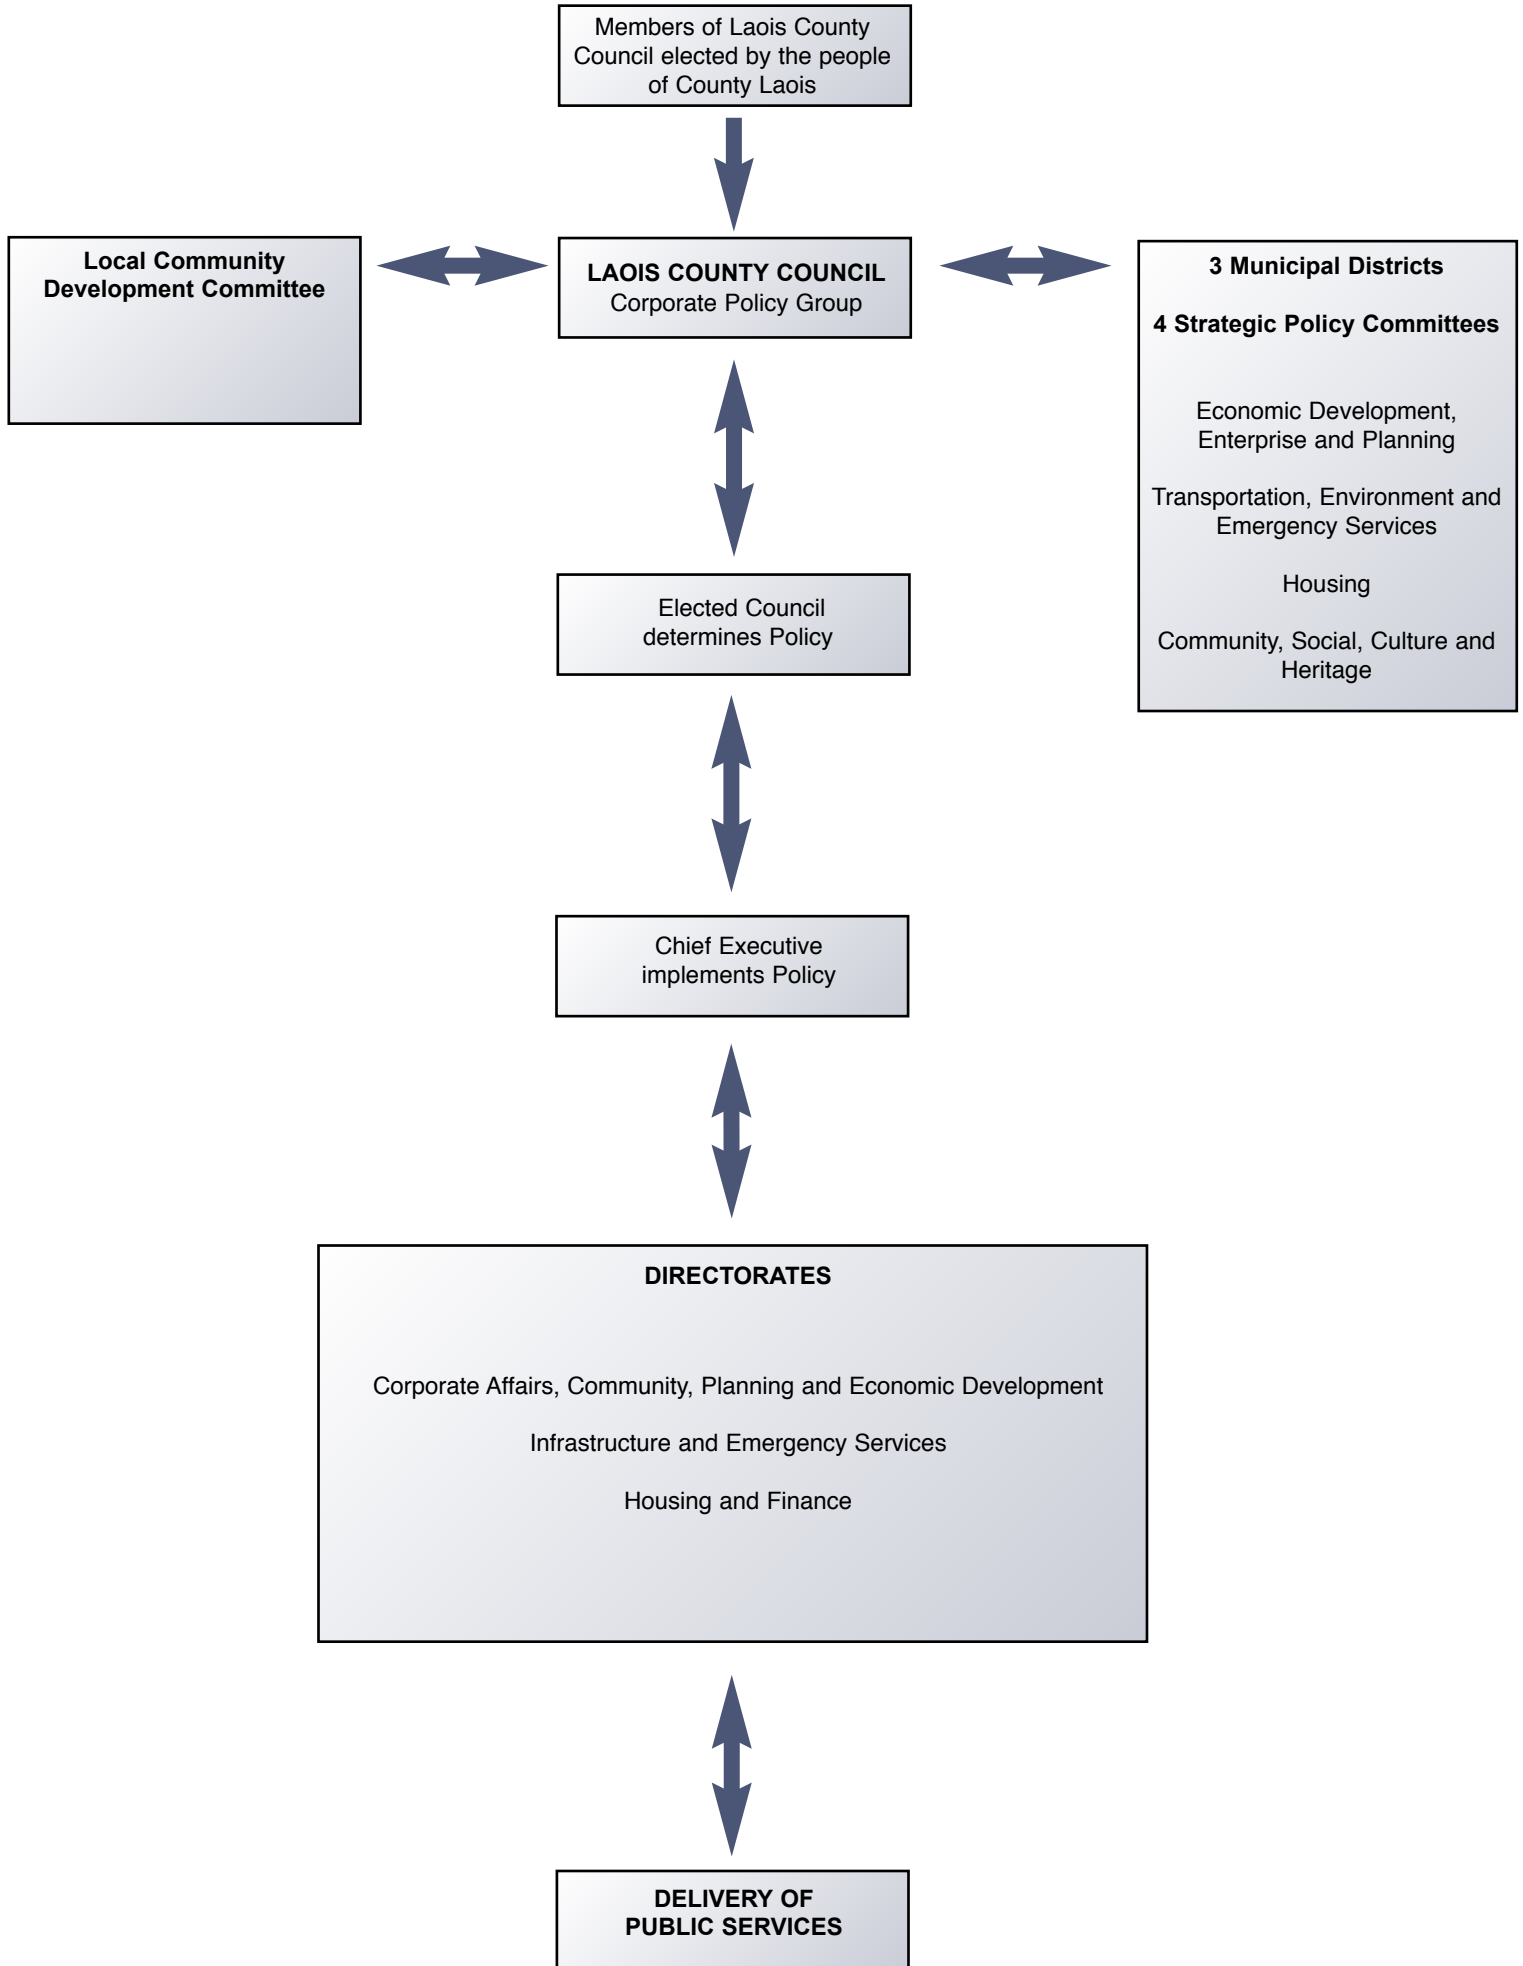 Members of Laois County
Council elected by the people
of County Laois
Local Community
Development Committee
LAOIS COUNTY COUNCIL
Corporate Policy Group
3 Municipal Districts
4 Strategic Policy Committees
Economic Development,
Enterprise and Planning
Transportation, Environment and
Emergency Services
Housing
Community, Social, Culture and
Heritage
Elected Council
determines Policy
Chief Executive
implements Policy
DIRECTORATES
Corporate Affairs, Community, Planning and Economic Development
Infrastructure and Emergency Services
Housing and Finance
DELIVERY OF
PUBLIC SERVICES